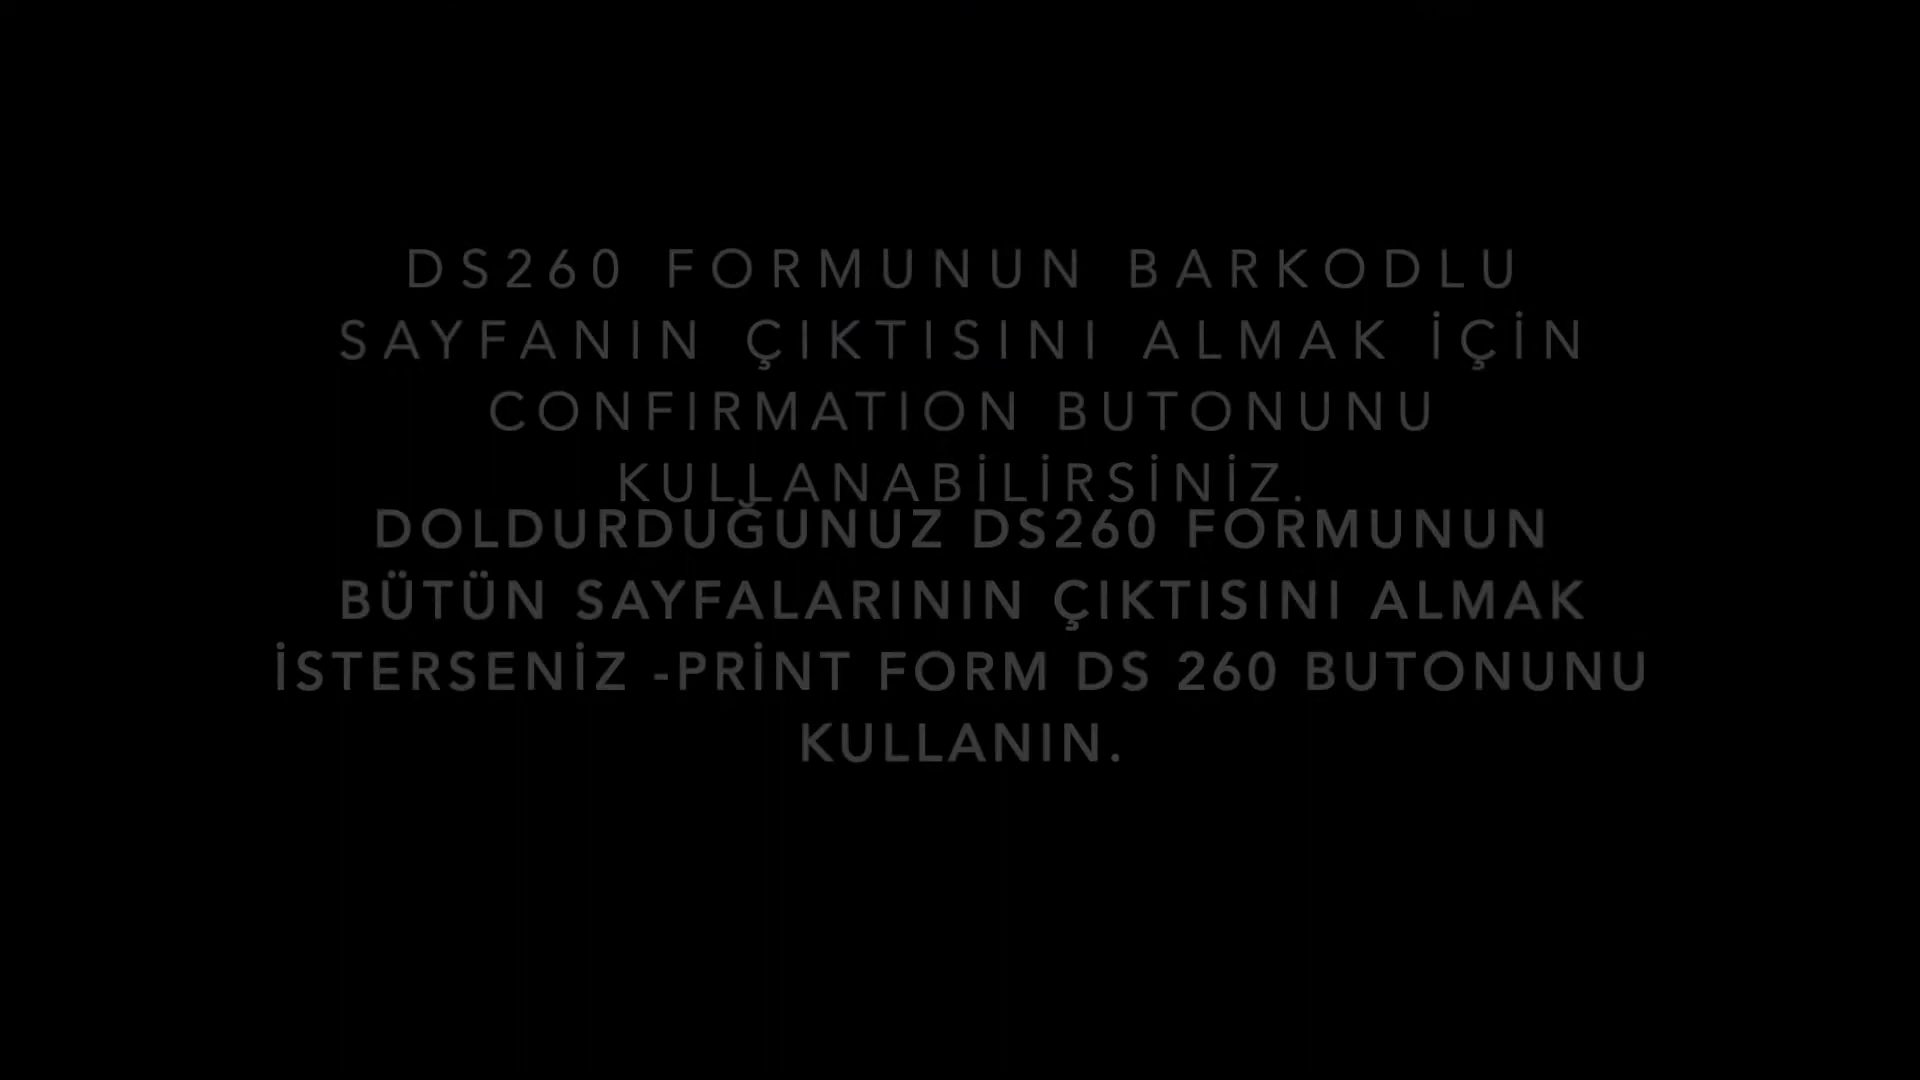 DS260 FORMUNUN BARKODLU
SAYFANIN ÇIKTISINI ALMAK İÇİN
CONFIRMATION BUTONUNU
KULLANABİLİRSİNİZ.
DOLDURDUĞUNUZ DS260 FORMUNUN
BÜTÜN SAYFALARININ ÇIKTISINI ALMAK
İSTERSENİZ -PRİNT FORM DS 260 BUTONUNU
KULLANIN.